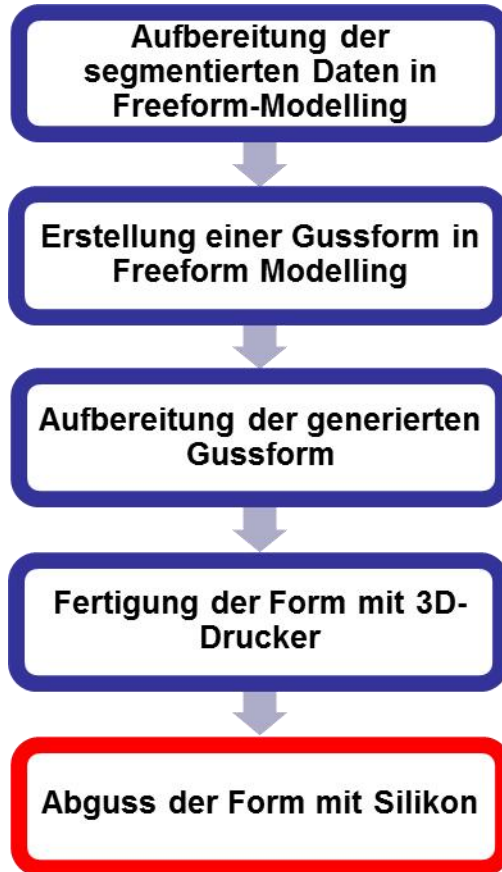 Aufbereitung der
segmentierten Daten in
Freeform-Modelling
Erstellung einer Gussform in
Freeform Modelling
Aufbereitung der generierten
Gussform
Fertigung der Form mit 3D-
Drucker
Abguss der Form mit Silikon